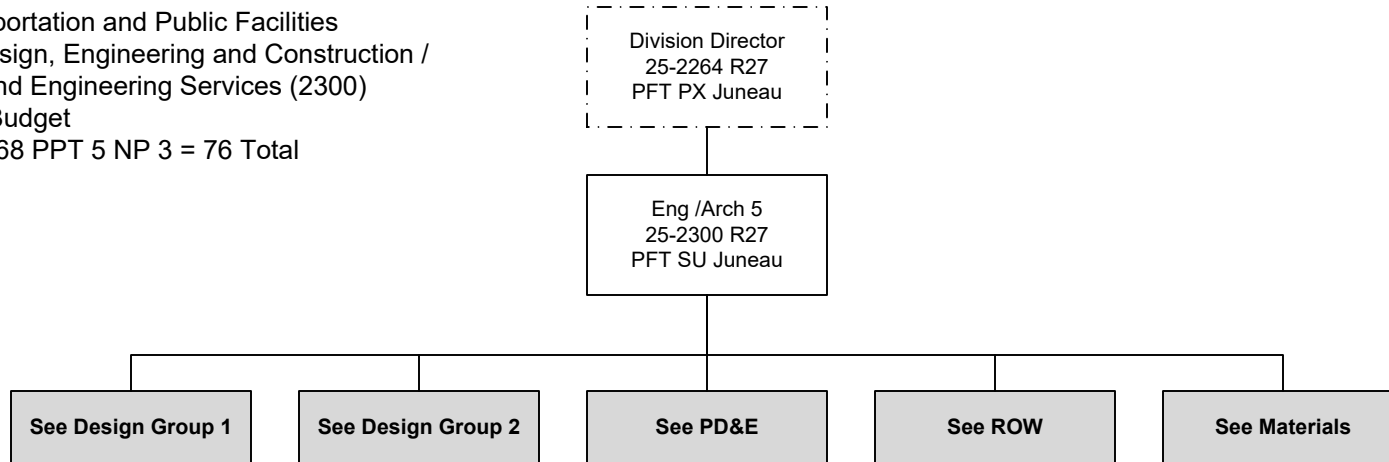 portation and Public Facilities
sign, Engineering and Construction /
nd Engineering Services (2300)
Budget
68 PPT 5 NP 3 = 76 Total
Division Director
25-2264 R27
PFT PX Juneau
Eng /Arch 5
25-2300 R27
PFT SU Juneau
See Design Group 1
See Design Group 2
See PD&E
See ROW
See Materials